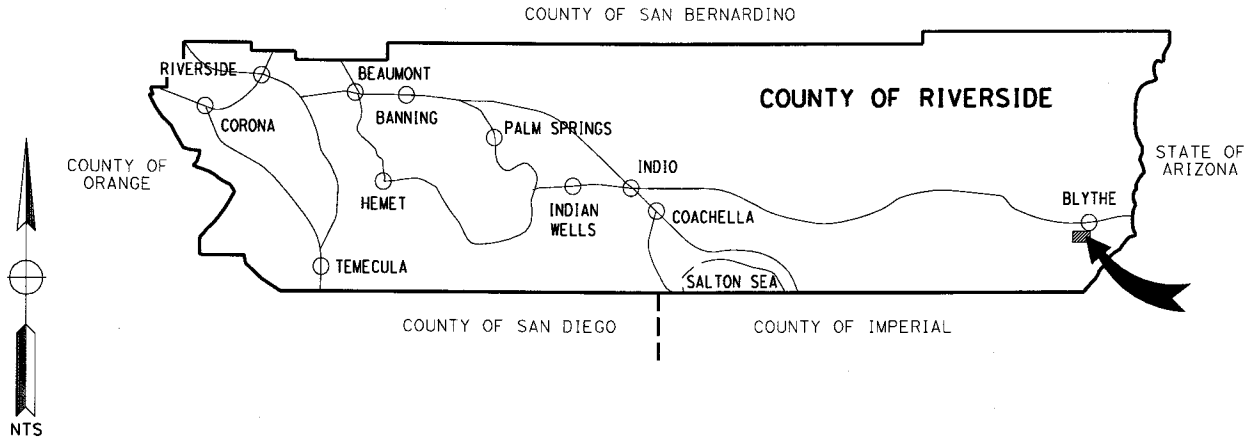 COUNTY OF SAN BERNARDINO
RIVERSIDE
BEAUMONT
COUNTY OF RIVERSIDE
BANNING
CORONA
PALM SPRINGS
COUNTY OF
ORANGE
STATE OF
ARIZONA
INDIO
HEMET
INDIAN
WELLS
COACHELLA
BLYTHE
TEMECULA
SALTON SEA
COUNTY OF SAN DIEGO
COUNTY OF IMPERIAL
NTS